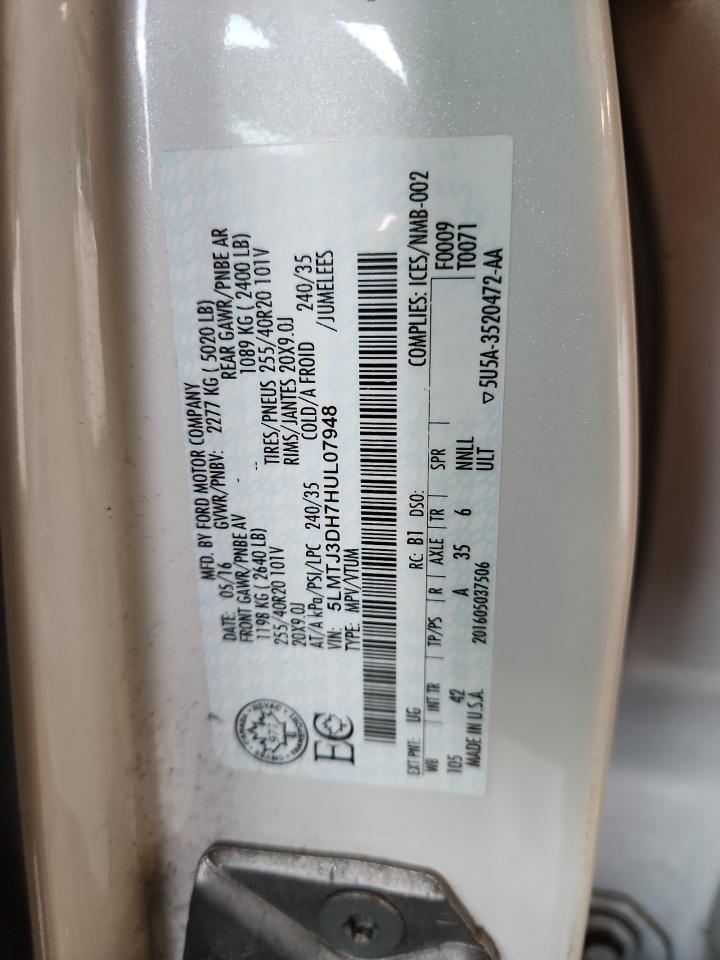 MFD. BY FORD MOTOR COMPANY
DATE: 05/16 GVWR/PNBV: 2277 KG ( 5020 LB)
FRONT GAWR/PNBE AV -- REAR GAWR/PNBE AR
1198 KG ( 2640 LB) -- 1089 KG ( 2400 LB)
255/40R20 101V TIRES/PNEUS 255/40R20 101V
20X9.0J RIMS/JANTES 20X9.0J
AT/A kPa/PSI/LPC 240/35 COLD/A FROID 240/35
VIN: 5LMTJ3DH7HUL07948 /JUMELEES
TYPE: MPV/VTUM
977
EC
COMPLIES: ICES/NMB-002
EXT PNT: UG RC: B1 DSO: F0009
WB INT TR TP/PS R AXLE TR SPR T0071
105 42 A 35 6 NNLL
ULT
MADE IN U.S.A. 201605037506 ▽5U5A-3520472-AA